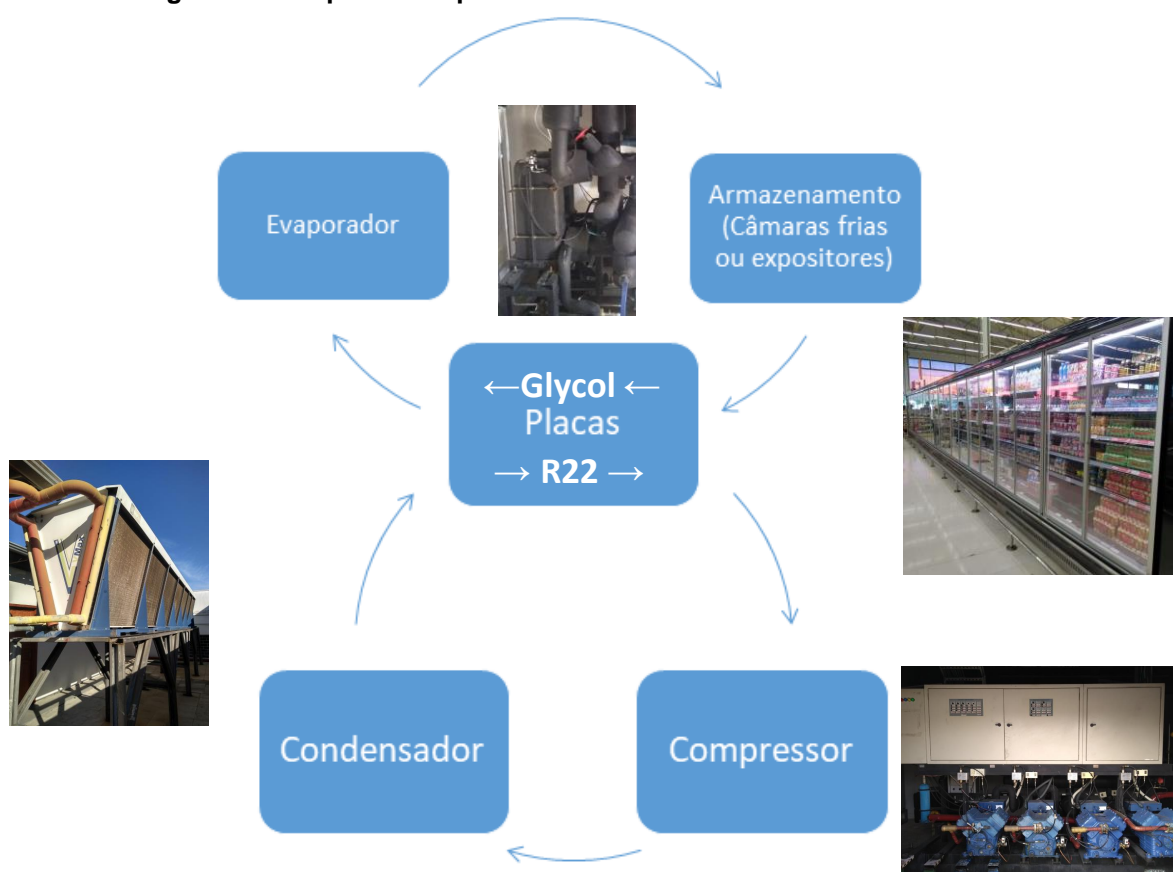 Evaporador
Armazenamento
(Câmaras frias
ou expositores)
←Glycol ←
Placas
→ R22 →
Condensador
Compressor